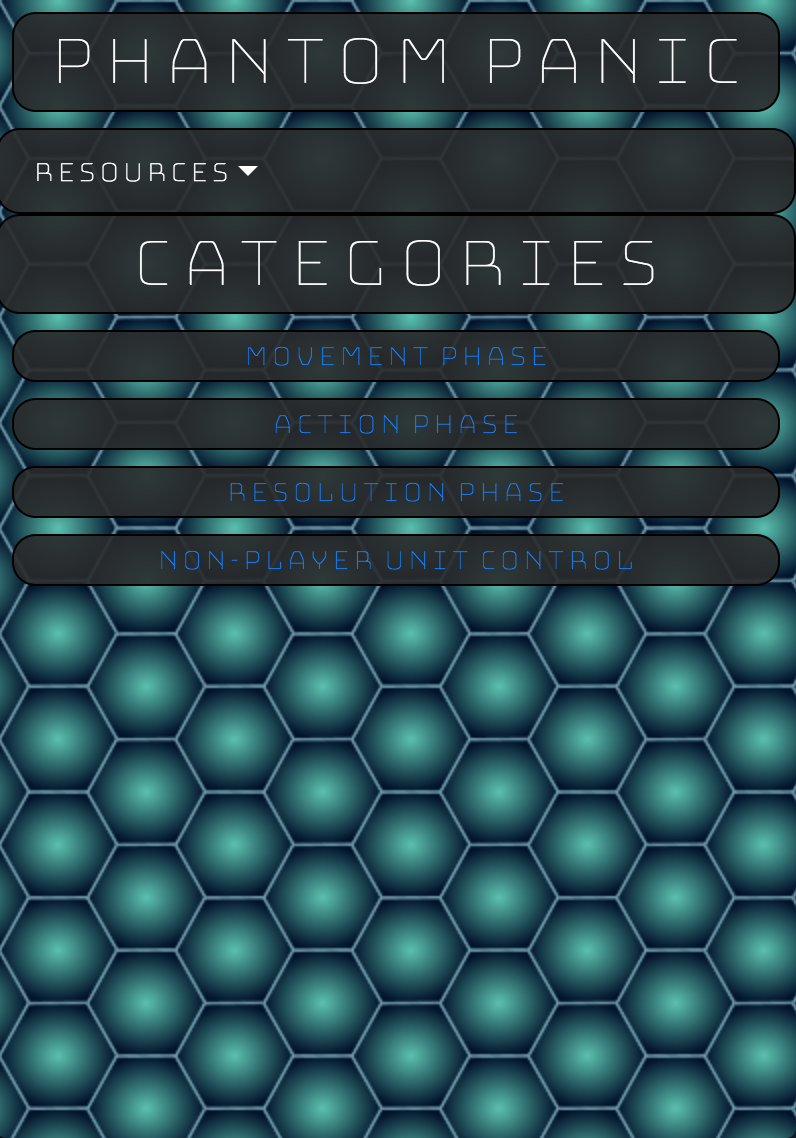 PHANTOM PANIC
RESOURCES
CATEGORIES
MOVEMENT PHASE
ACTION PHASE
RESOLUTION PHASE
NON-PLAYER UNIT CONTROL